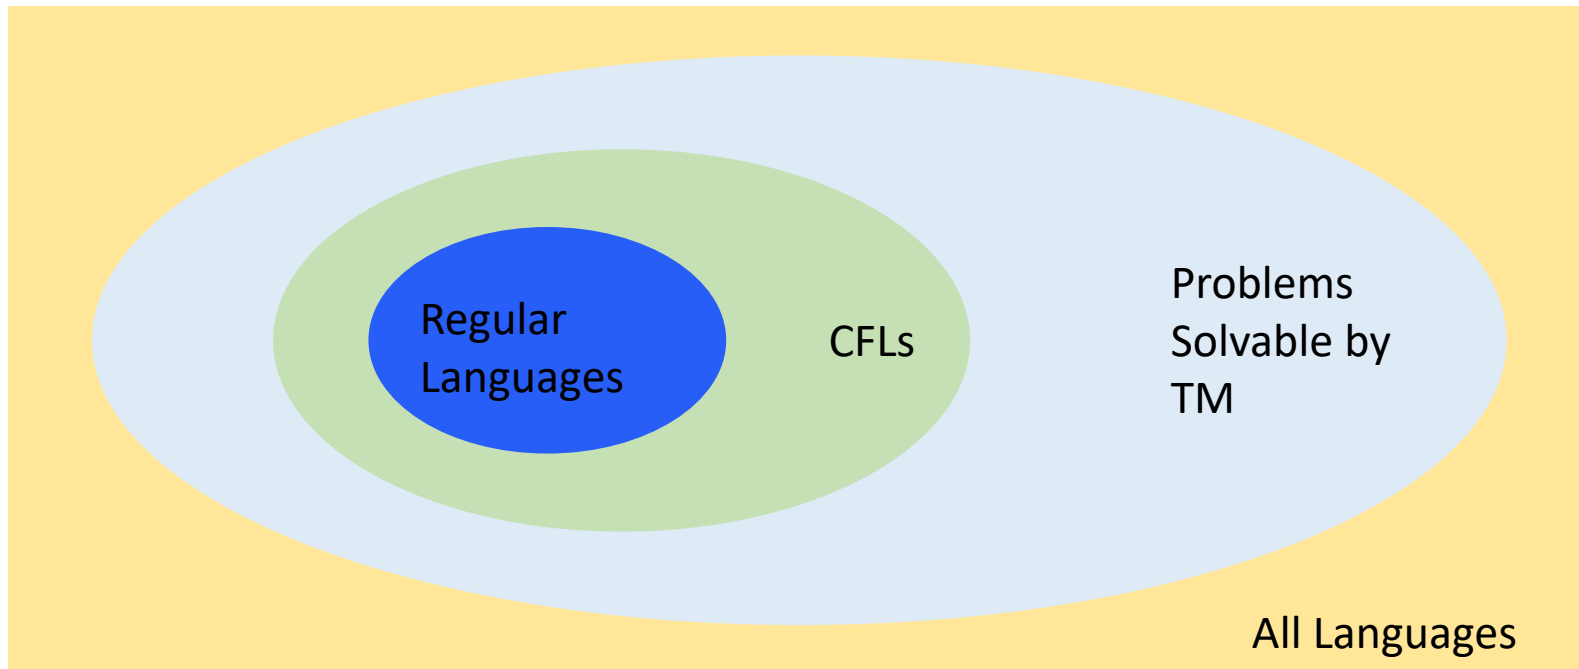 Regular
Languages
CFLs
Problems
Solvable by
TM
All Languages